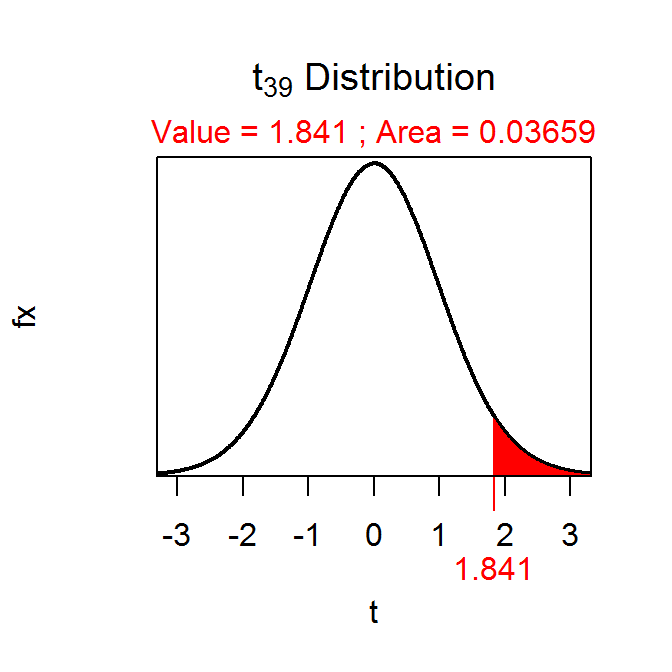 t39 Distribution
Value = 1.841 ; Area = 0.03659
fx
-3 -2 -1 0 1 2 3
1.841
t